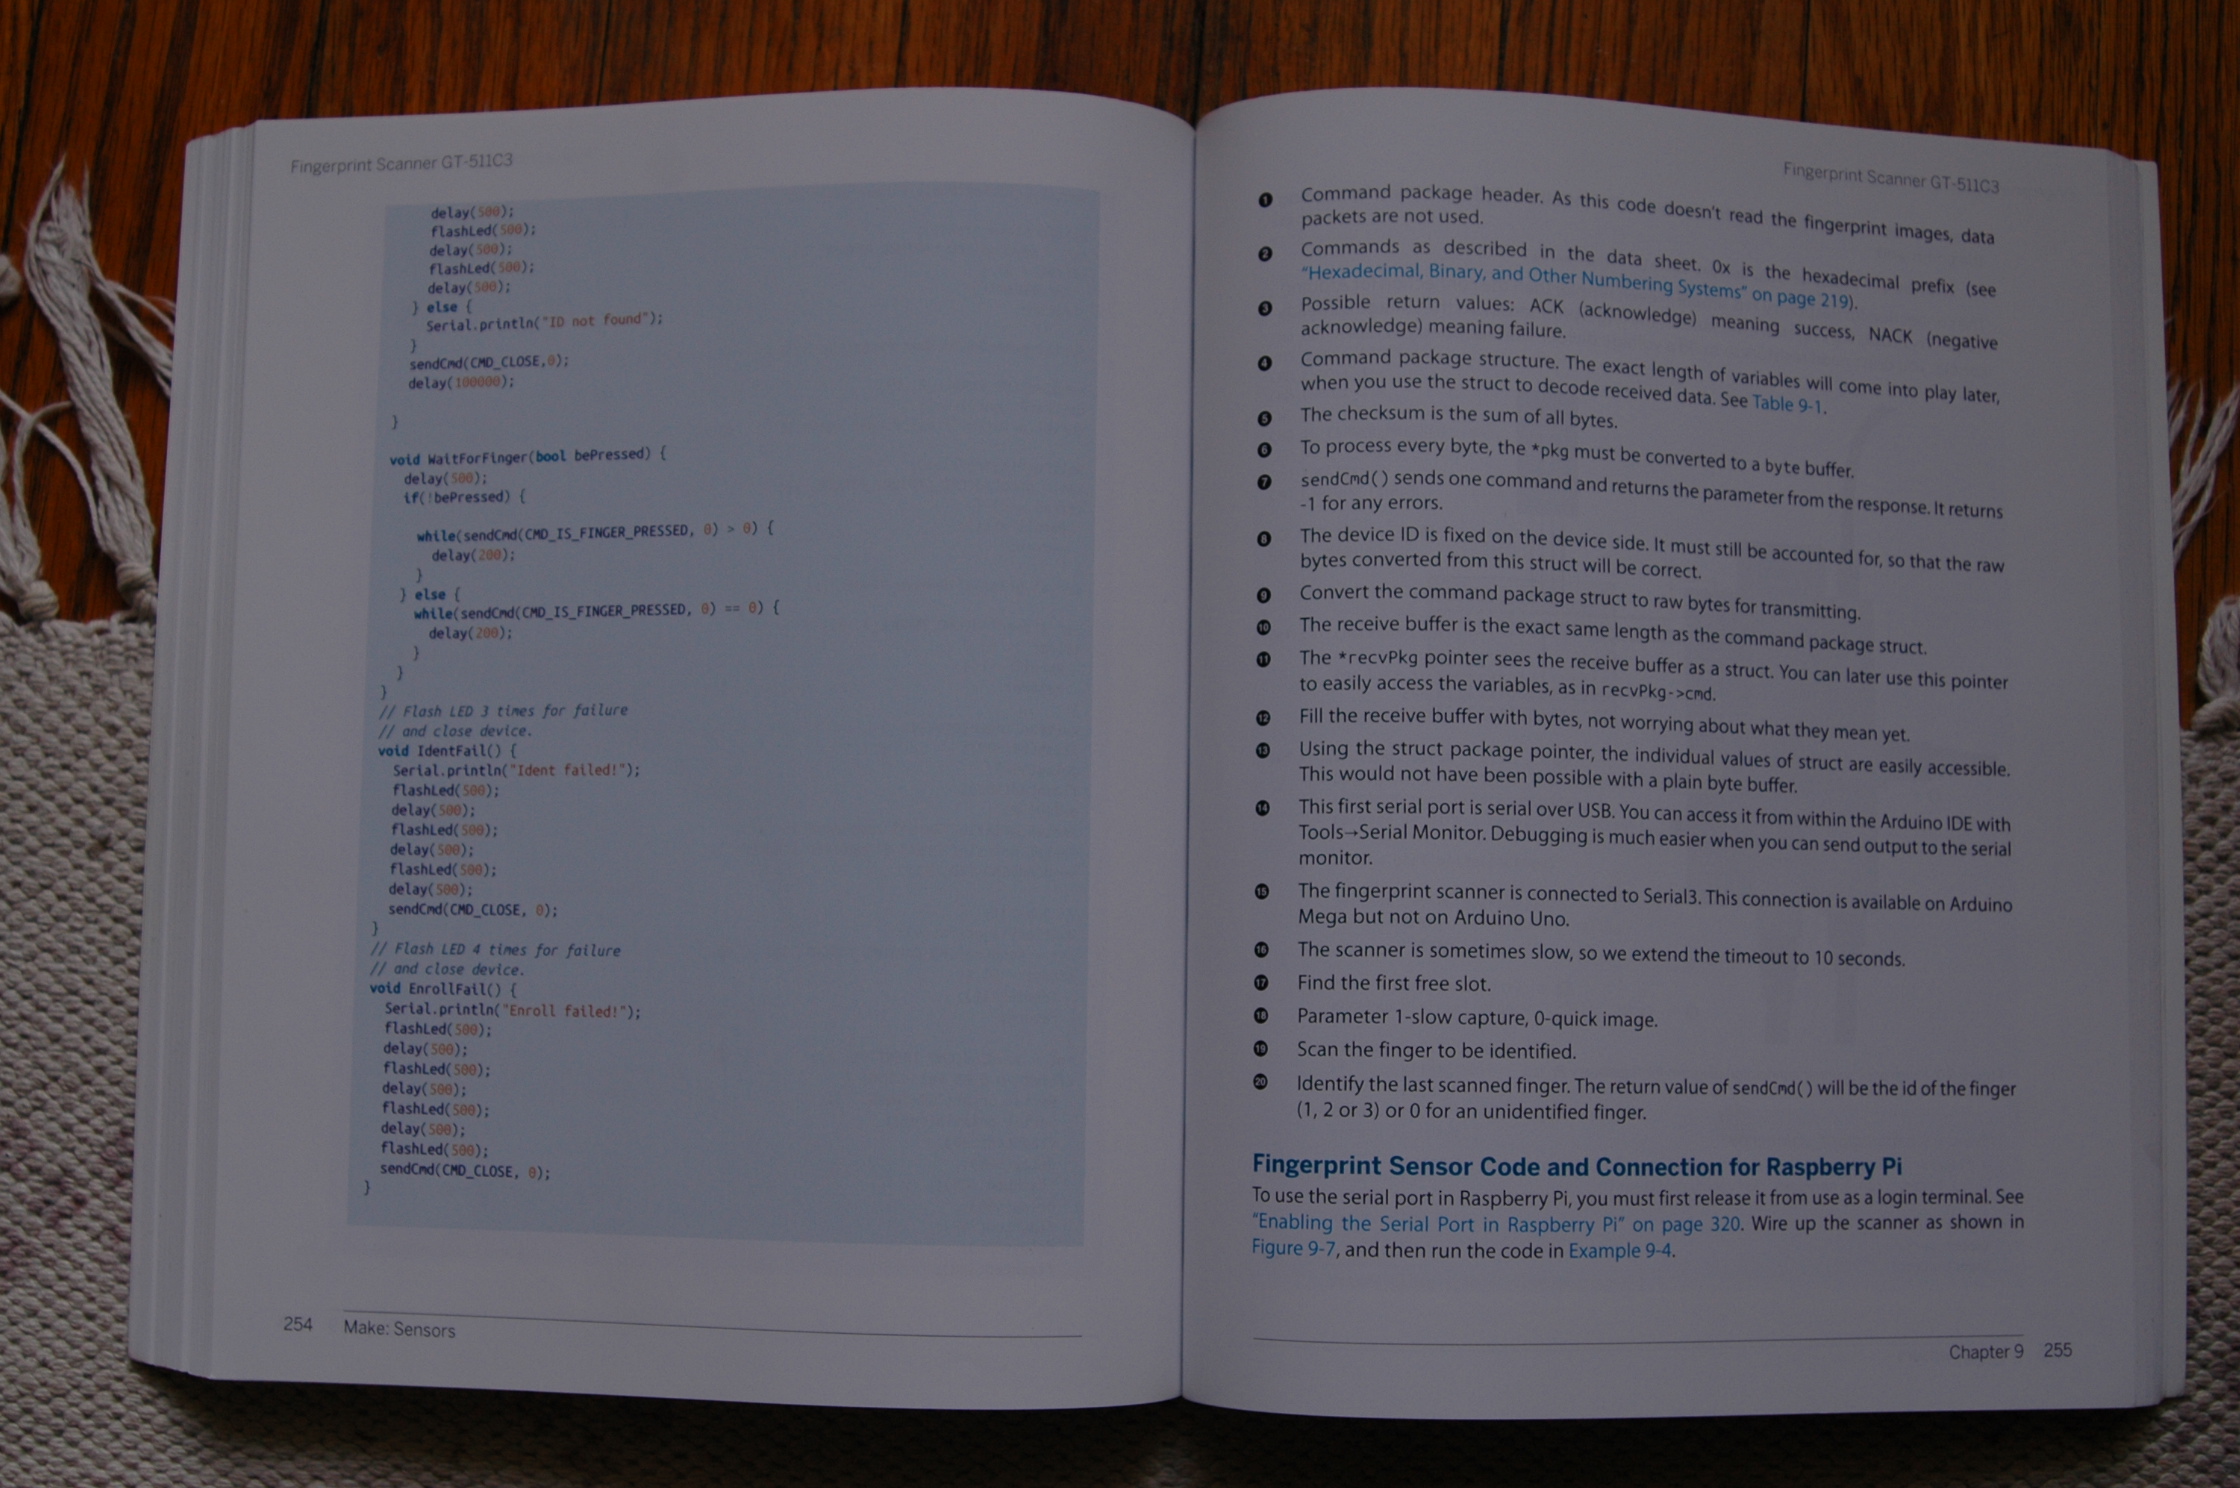 Fingerprint Scanner GT-511C3
delay(500);
flashLed(500);
delay(500);
flashLed(500);
delay(500);
} else {
Serial.println("ID not found");
}
sendCmd(CMD_CLOSE,0);
delay(100000);
}
void WaitForFinger(bool bePressed) {
delay(500);
if(!bePressed) {
while(sendCmd(CMD_IS_FINGER_PRESSED, 0) > 0) {
delay(200);
}
} else {
while(sendCmd(CMD_IS_FINGER_PRESSED, 0) == 0) {
delay(200);
}
}
}
// Flash LED 3 times for failure
// and close device.
void IdentFail() {
Serial.println("Ident failed!");
flashLed(500);
delay(500);
flashLed(500);
delay(500);
flashLed(500);
delay(500);
sendCmd(CMD_CLOSE, 0);
}
// Flash LED 4 times for failure
// and close device.
void EnrollFail() {
Serial.println("Enroll failed!");
flashLed(500);
delay(500);
flashLed(500);
delay(500);
flashLed(500);
delay(500);
flashLed(500);
sendCmd(CMD_CLOSE, 0);
}
254 Make: Sensors
Fingerprint Scanner GT-511C3
1 Command package header. As this code doesn't read the fingerprint images, data
packets are not used.
2 Commands as described in the data sheet. 0x is the hexadecimal prefix (see
"Hexadecimal, Binary, and Other Numbering Systems" on page 219).
3 Possible return values: ACK (acknowledge) meaning success, NACK (negative
acknowledge) meaning failure.
4 Command package structure. The exact length of variables will come into play later,
when you use the struct to decode received data. See Table 9-1.
5 The checksum is the sum of all bytes.
6 To process every byte, the *pkg must be converted to a byte buffer.
7 sendCmd() sends one command and returns the parameter from the response. It returns
-1 for any errors.
8 The device ID is fixed on the device side. It must still be accounted for, so that the raw
bytes converted from this struct will be correct.
9 Convert the command package struct to raw bytes for transmitting.
10 The receive buffer is the exact same length as the command package struct.
11 The *recvPkg pointer sees the receive buffer as a struct. You can later use this pointer
to easily access the variables, as in recvPkg->cmd.
12 Fill the receive buffer with bytes, not worrying about what they mean yet.
13 Using the struct package pointer, the individual values of struct are easily accessible.
This would not have been possible with a plain byte buffer.
14 This first serial port is serial over USB. You can access it from within the Arduino IDE with
Tools→Serial Monitor. Debugging is much easier when you can send output to the serial
monitor.
15 The fingerprint scanner is connected to Serial3. This connection is available on Arduino
Mega but not on Arduino Uno.
16 The scanner is sometimes slow, so we extend the timeout to 10 seconds.
17 Find the first free slot.
18 Parameter 1-slow capture, 0-quick image.
19 Scan the finger to be identified.
20 Identify the last scanned finger. The return value of sendCmd() will be the id of the finger
(1, 2 or 3) or 0 for an unidentified finger.
Fingerprint Sensor Code and Connection for Raspberry Pi
To use the serial port in Raspberry Pi, you must first release it from use as a login terminal. See
"Enabling the Serial Port in Raspberry Pi" on page 320. Wire up the scanner as shown in
Figure 9-7, and then run the code in Example 9-4.
Chapter 9 255